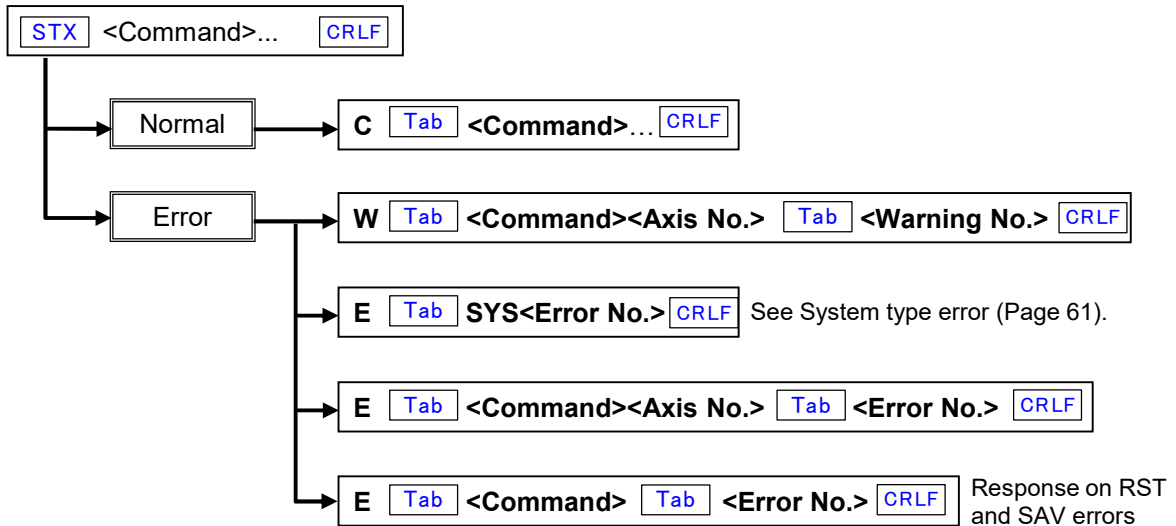 STX <Command>... CRLF
Normal C Tab <Command>... CRLF
Error W Tab <Command><Axis No.> Tab <Warning No.> CRLF
E Tab SYS<Error No.> CRLF See System type error (Page 61).
E Tab <Command><Axis No.> Tab <Error No.> CRLF
E Tab <Command> Tab <Error No.> CRLF Response on RST
and SAV errors